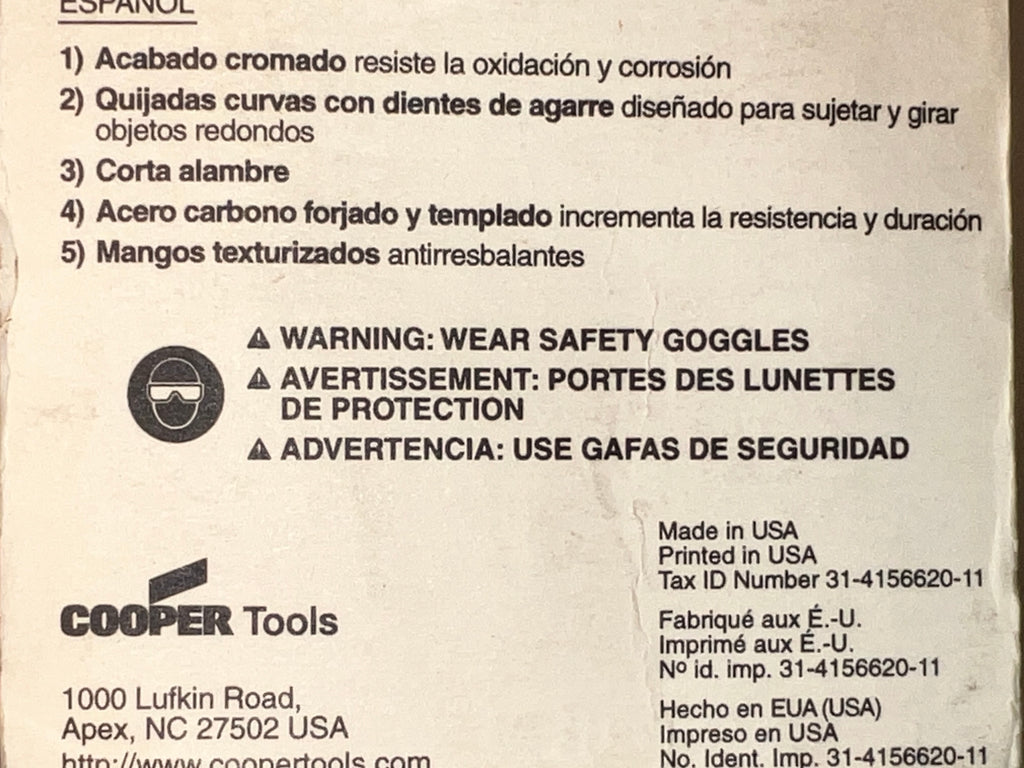 ESPAÑOL
1) Acabado cromado resiste la oxidación y corrosión
2) Quijadas curvas con dientes de agarre diseñado para sujetar y girar
objetos redondos
3) Corta alambre
4) Acero carbono forjado y templado incrementa la resistencia y duración
5) Mangos texturizados antirresbalantes
WARNING: WEAR SAFETY GOGGLES
AVERTISSEMENT: PORTES DES LUNETTES
DE PROTECTION
ADVERTENCIA: USE GAFAS DE SEGURIDAD
COOPER Tools
1000 Lufkin Road,
Apex, NC 27502 USA
http://www.coopertools.com
Made in USA
Printed in USA
Tax ID Number 31-4156620-11
Fabriqué aux É.-U.
Imprimé aux É.-U.
Nº id. imp. 31-4156620-11
Hecho en EUA (USA)
Impreso en USA
No. Ident. Imp. 31-4156620-11